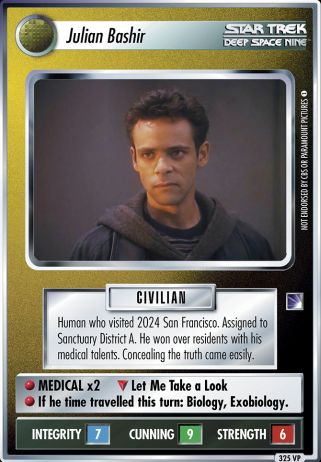 Julian Bashir
STAR TREK
DEEP SPACE NINE
NOT ENDORSED BY CBS OR PARAMOUNT PICTURES
CIVILIAN
Human who visited 2024 San Francisco. Assigned to
Sanctuary District A. He won over residents with his
medical talents. Concealing the truth came easily.
MEDICAL x2 Let Me Take a Look
If he time travelled this turn: Biology, Exobiology.
INTEGRITY 7 CUNNING 9 STRENGTH 6
325 VP